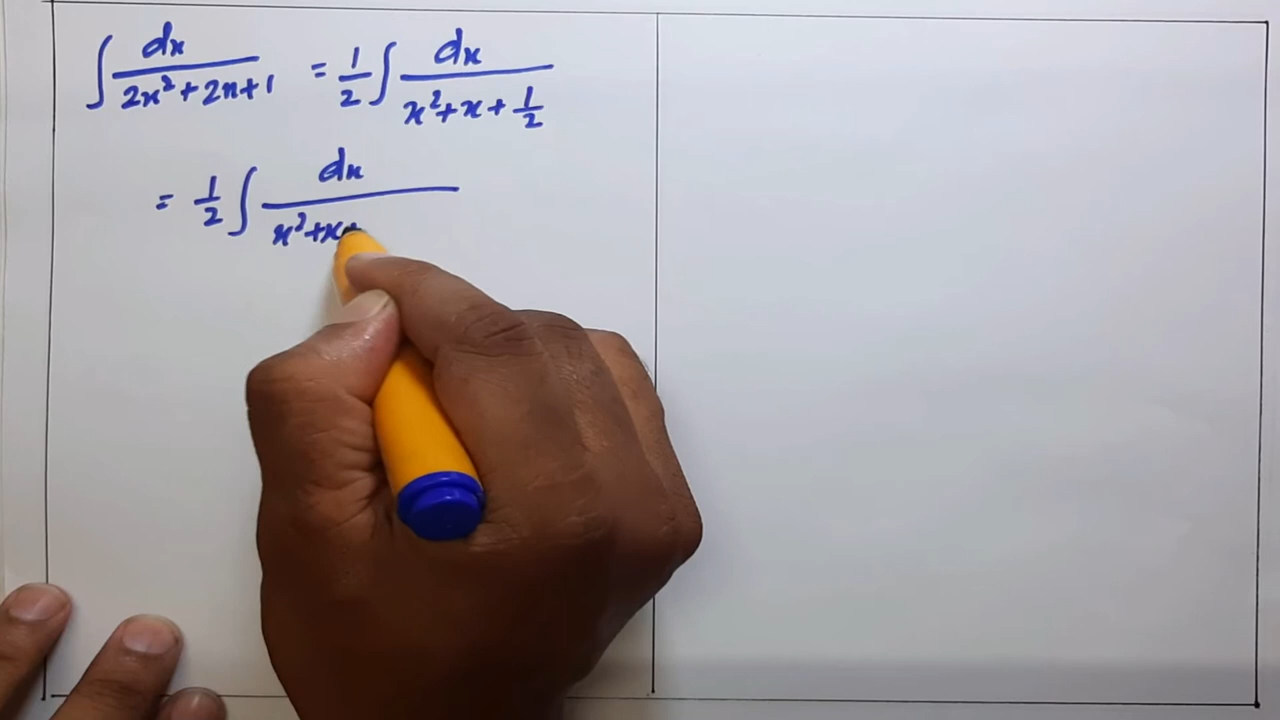 ∫ dx / 2x² + 2x + 1 = 1/2 ∫ dx / x² + x + 1/2
= 1/2 ∫ dx / x² + x +